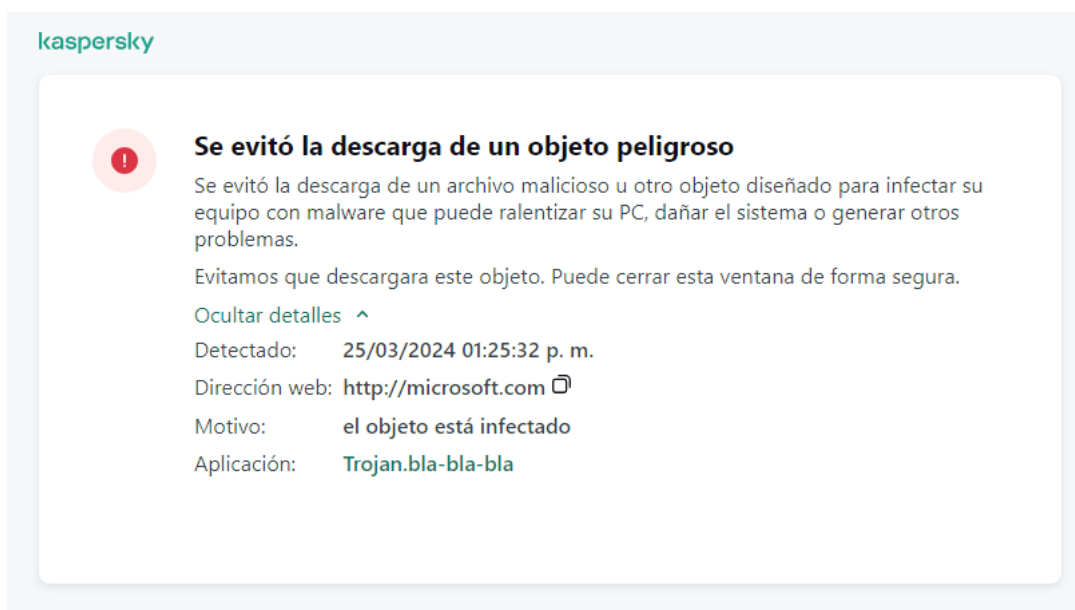 kaspersky
Se evitó la descarga de un objeto peligroso
Se evitó la descarga de un archivo malicioso u otro objeto diseñado para infectar su
equipo con malware que puede ralentizar su PC, dañar el sistema o generar otros
problemas.
Evitamos que descargara este objeto. Puede cerrar esta ventana de forma segura.
Ocultar detalles
Detectado: 25/03/2024 01:25:32 p. m.
Dirección web: http://microsoft.com
Motivo: el objeto está infectado
Aplicación: Trojan.bla-bla-bla